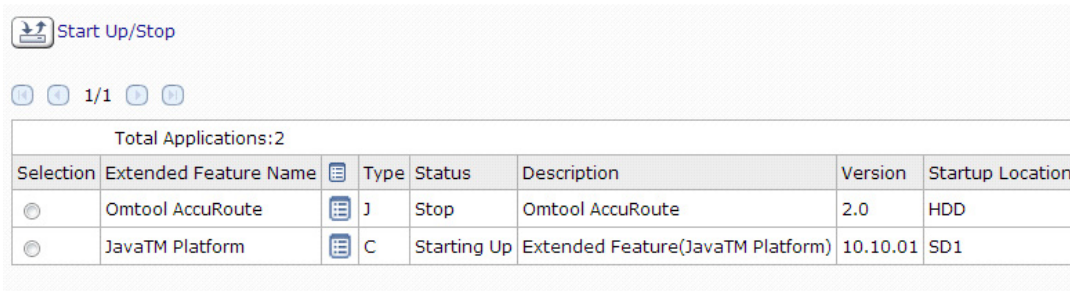 Start Up/Stop
1/1
Total Applications:2
Selection Extended Feature Name Type Status Description Version Startup Location
Omtool AccuRoute J Stop Omtool AccuRoute 2.0 HDD
JavaTM Platform C Starting Up Extended Feature(JavaTM Platform) 10.10.01 SD1